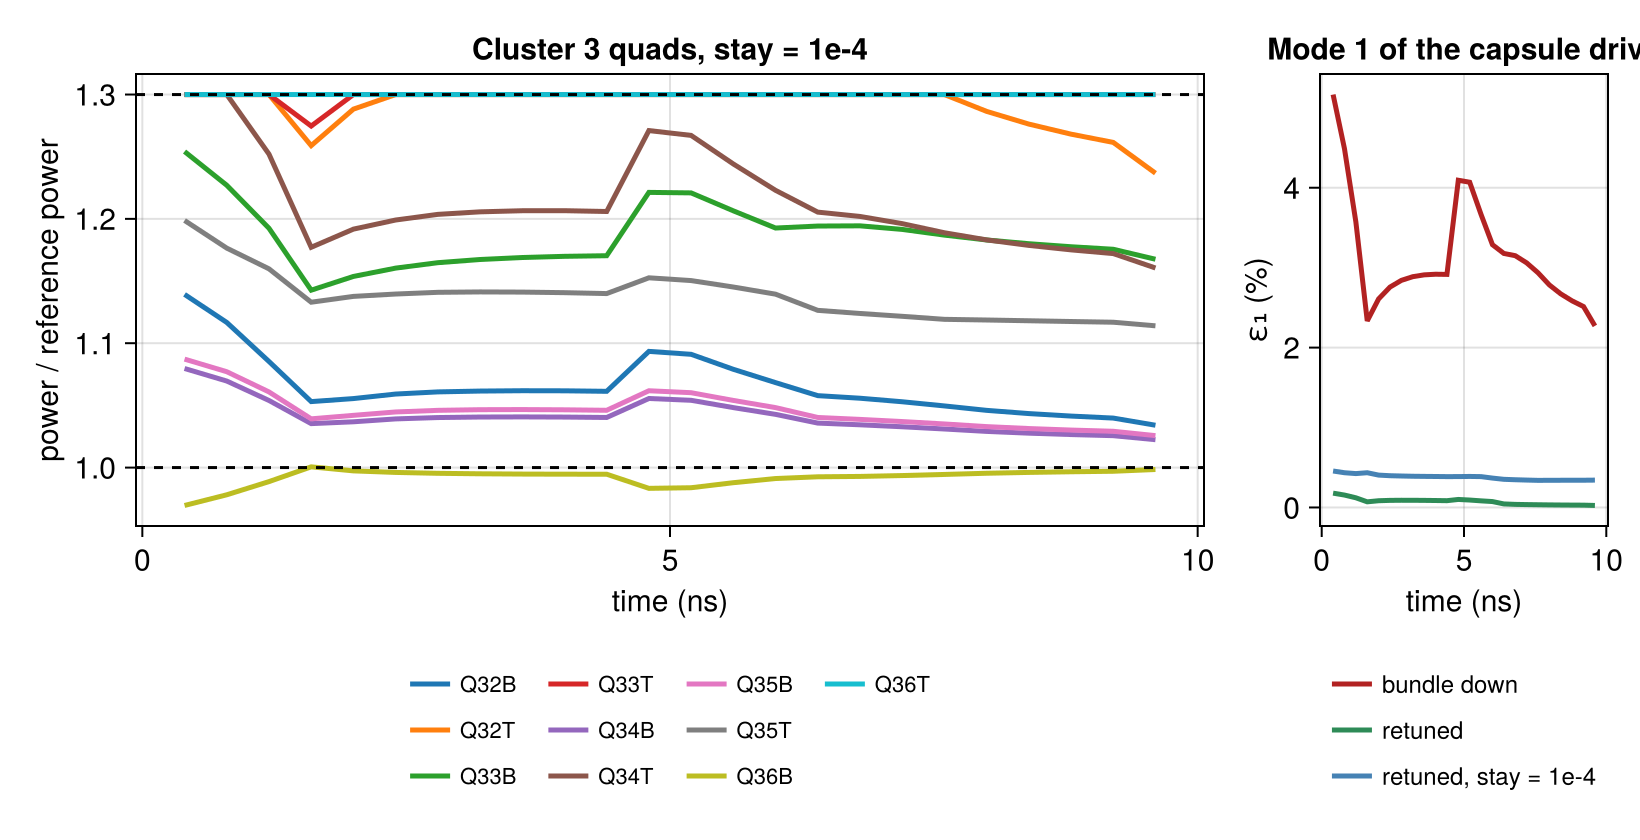 Cluster 3 quads, stay = 1e-4
Mode 1 of the capsule driv
power / reference power
1.3
1.2
1.1
1.0
0
5
10
time (ns)
ε₁ (%)
4
2
0
0
5
10
time (ns)
Q32B
Q33T
Q35B
Q36T
Q32T
Q34B
Q35T
Q33B
Q34T
Q36B
bundle down
retuned
retuned, stay = 1e-4